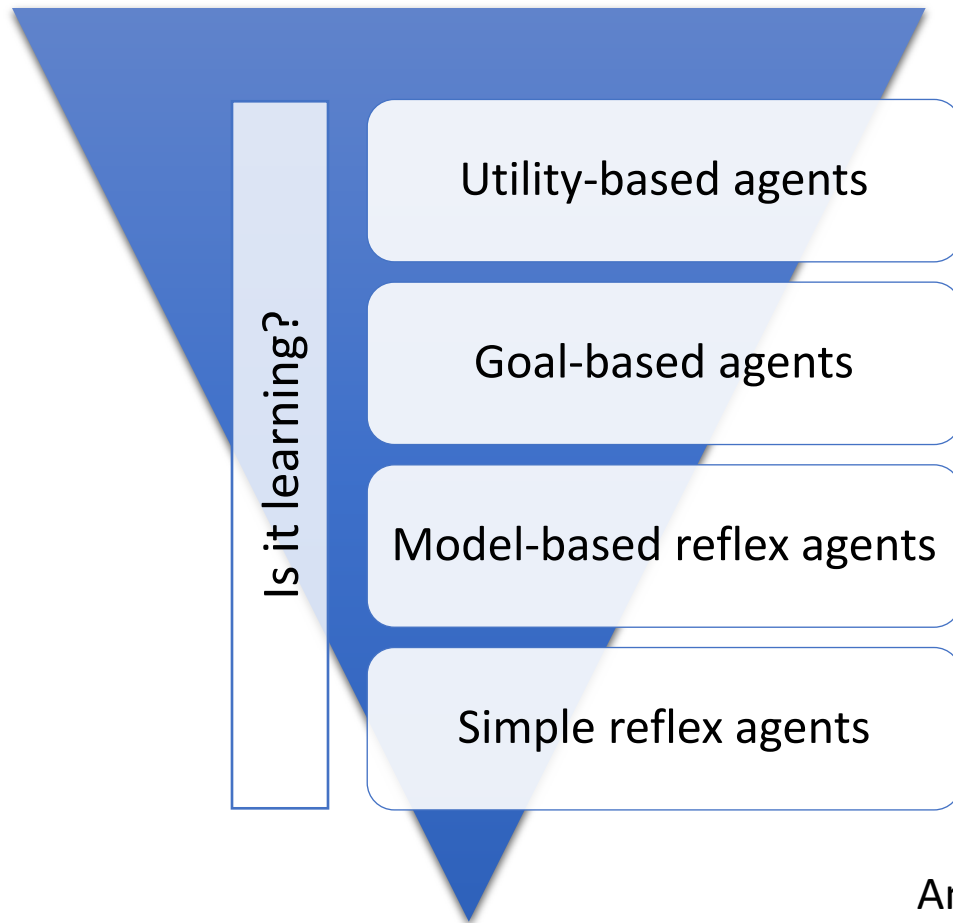 Utility-based agents
Goal-based agents
Is it learning?
Model-based reflex agents
Simple reflex agents